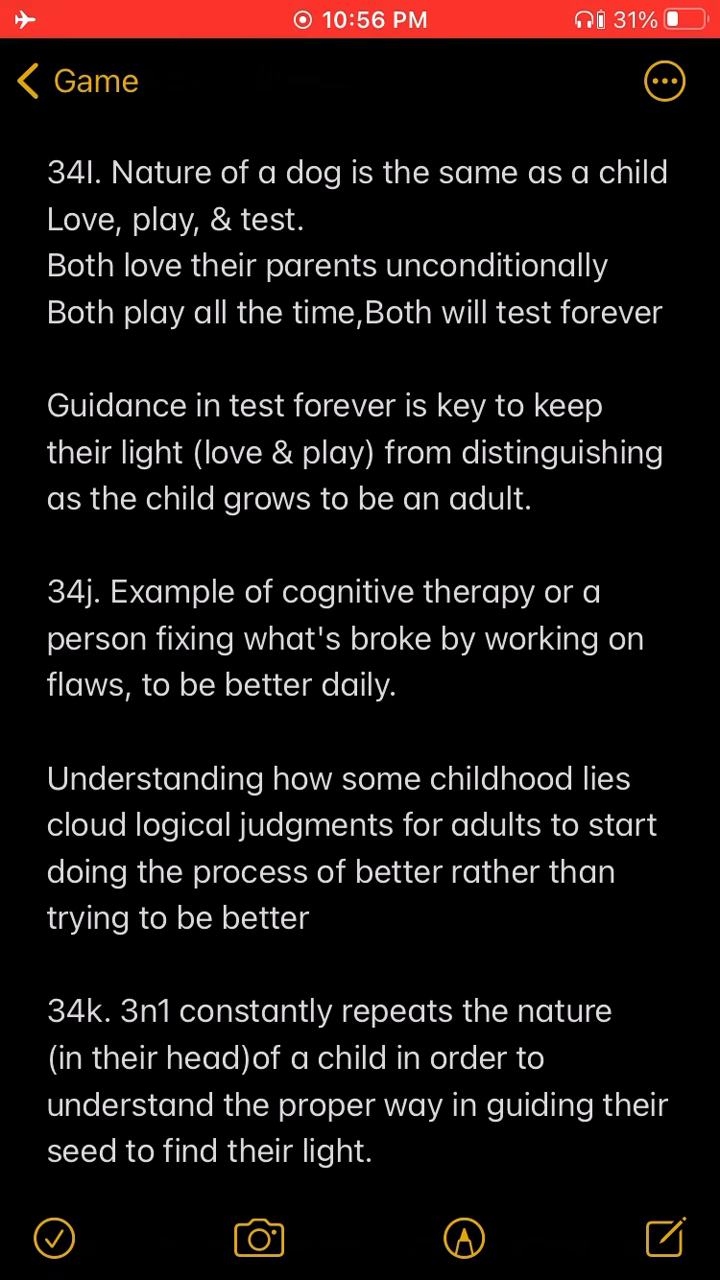 10:56 PM
31%
Game
34I. Nature of a dog is the same as a child
Love, play, & test.
Both love their parents unconditionally
Both play all the time,Both will test forever
Guidance in test forever is key to keep
their light (love & play) from distinguishing
as the child grows to be an adult.
34j. Example of cognitive therapy or a
person fixing what's broke by working on
flaws, to be better daily.
Understanding how some childhood lies
cloud logical judgments for adults to start
doing the process of better rather than
trying to be better
34k. 3n1 constantly repeats the nature
(in their head)of a child in order to
understand the proper way in guiding their
seed to find their light.